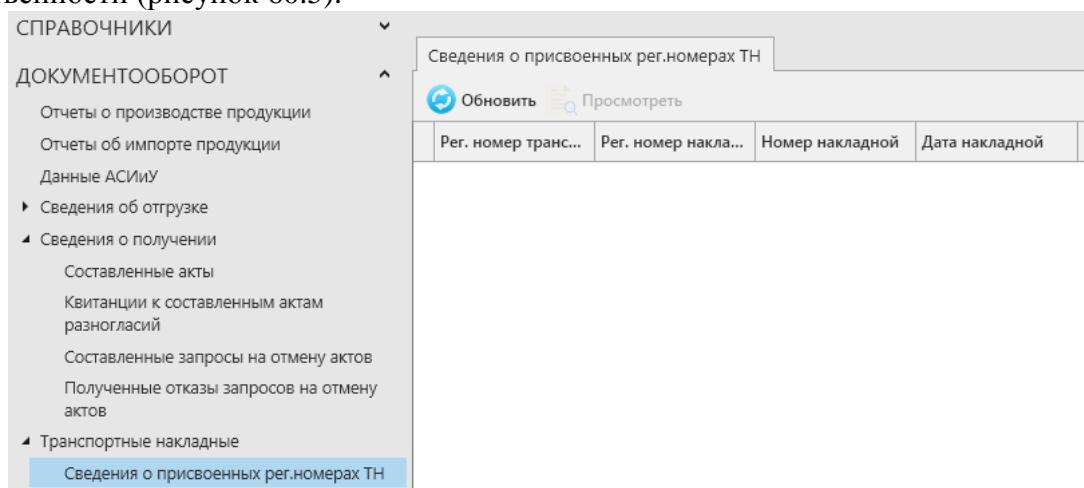 (рисунок 60.3).
СПРАВОЧНИКИ
ДОКУМЕНТООБОРОТ
Отчеты о производстве продукции
Отчеты об импорте продукции
Данные АСИиУ
Сведения об отгрузке
Сведения о получении
Составленные акты
Квитанции к составленным актам
разногласий
Составленные запросы на отмену актов
Полученные отказы запросов на отмену
актов
Транспортные накладные
Сведения о присвоенных рег.номерах ТН
Сведения о присвоенных рег.номерах ТН
Обновить Просмотреть
Рег. номер транс... Рег. номер накла... Номер накладной Дата накладной